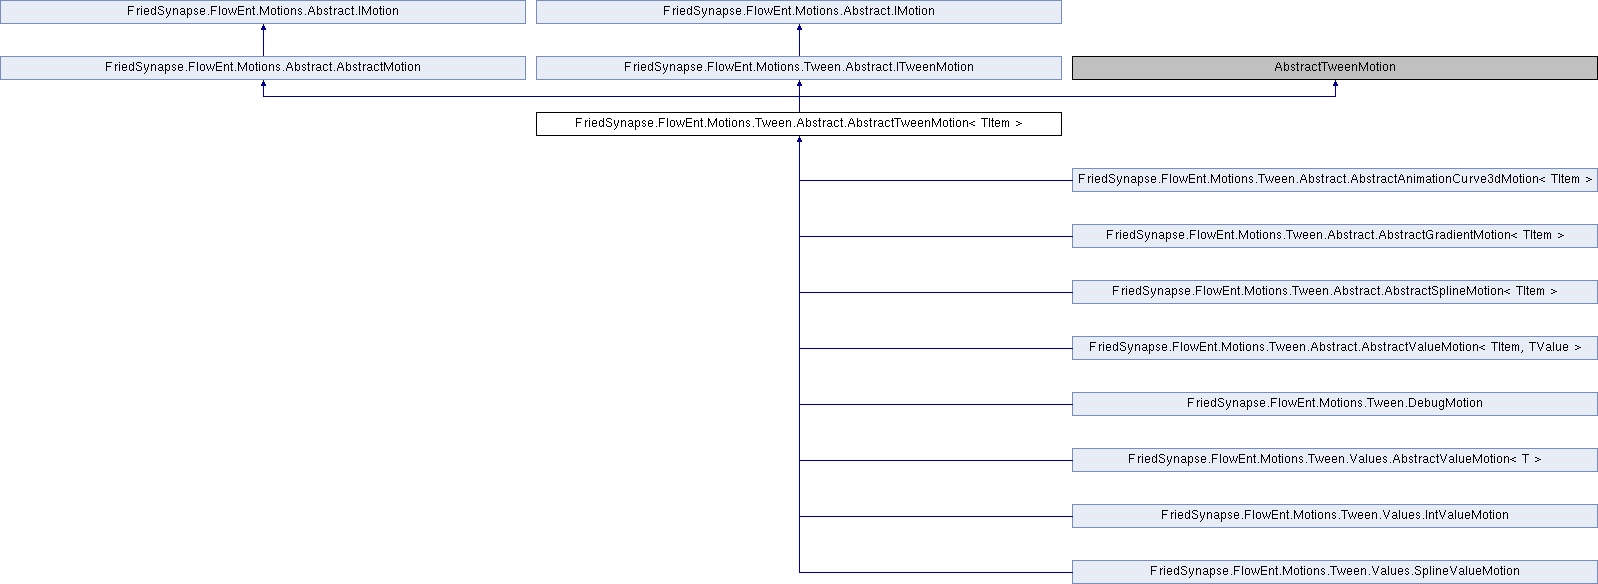 FriedSynapse.FlowEnt.Motions.Abstract.IMotion
FriedSynapse.FlowEnt.Motions.Abstract.IMotion
FriedSynapse.FlowEnt.Motions.Abstract.AbstractMotion
FriedSynapse.FlowEnt.Motions.Tween.Abstract.ITweenMotion
AbstractTweenMotion
FriedSynapse.FlowEnt.Motions.Tween.Abstract.AbstractTweenMotion< TItem >
FriedSynapse.FlowEnt.Motions.Tween.Abstract.AbstractAnimationCurve3dMotion< TItem >
FriedSynapse.FlowEnt.Motions.Tween.Abstract.AbstractGradientMotion< TItem >
FriedSynapse.FlowEnt.Motions.Tween.Abstract.AbstractSplineMotion< TItem >
FriedSynapse.FlowEnt.Motions.Tween.Abstract.AbstractValueMotion< TItem, TValue >
FriedSynapse.FlowEnt.Motions.Tween.DebugMotion
FriedSynapse.FlowEnt.Motions.Tween.Values.AbstractValueMotion< T >
FriedSynapse.FlowEnt.Motions.Tween.Values.IntValueMotion
FriedSynapse.FlowEnt.Motions.Tween.Values.SplineValueMotion